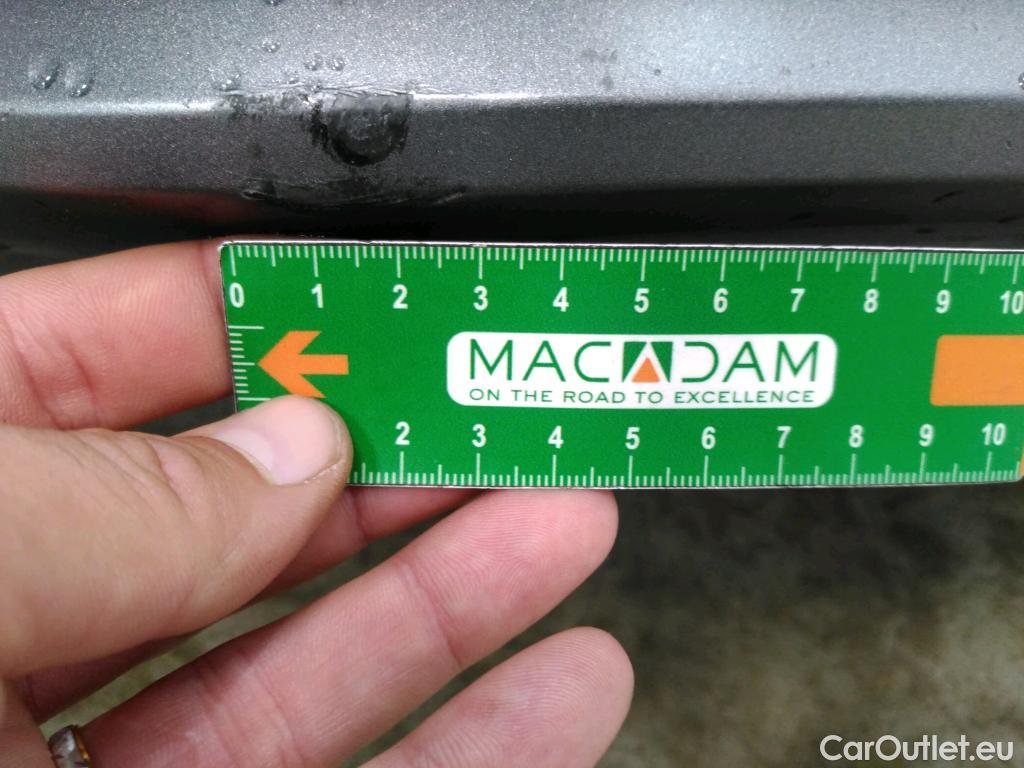 0 1 2 3 4 5 6 7 8 9 10
MACADAM
ON THE ROAD TO EXCELLENCE
2 3 4 5 6 7 8 9 10
CarOutlet.eu